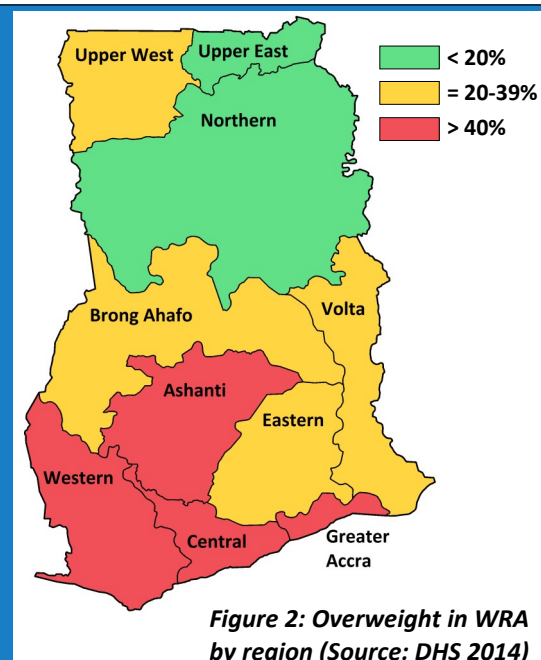 Upper West
Upper East
< 20%
= 20-39%
> 40%
Northern
Volta
Brong Ahafo
Ashanti
Eastern
Western
Central
Greater
Accra
Figure 2: Overweight in WRA
by region (Source: DHS 2014)